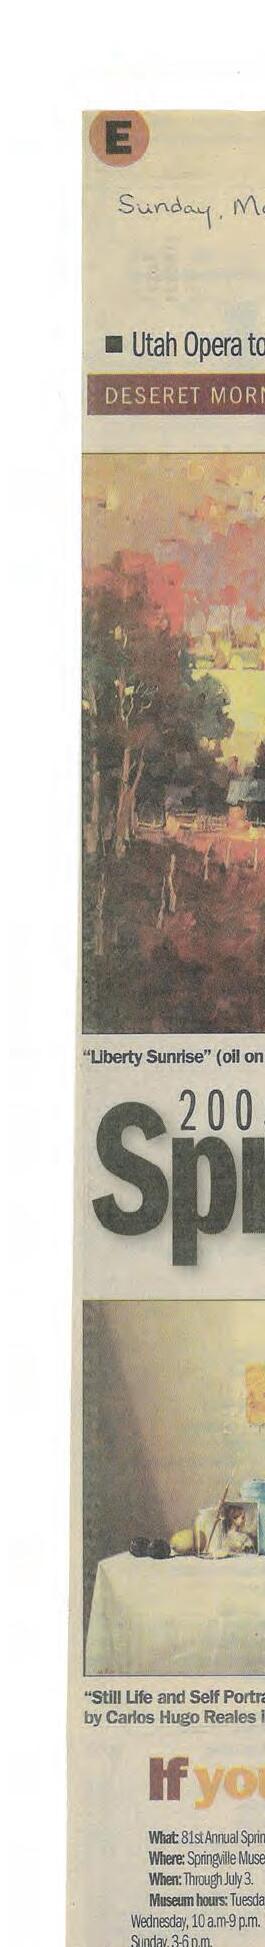 E
Sunday,
■ Utah Opera to
DESERET MORN
"Liberty Sunrise" (oil on
200
Spr
"Still Life and Self Portra
by Carlos Hugo Reales i
If you
What: 81st Annual Sprin
Where: Springville Muse
When: Through July 3.
Museum hours: Tuesda
Wednesday, 10 a.m-9 p.m.
Sunday, 3-6 p.m.